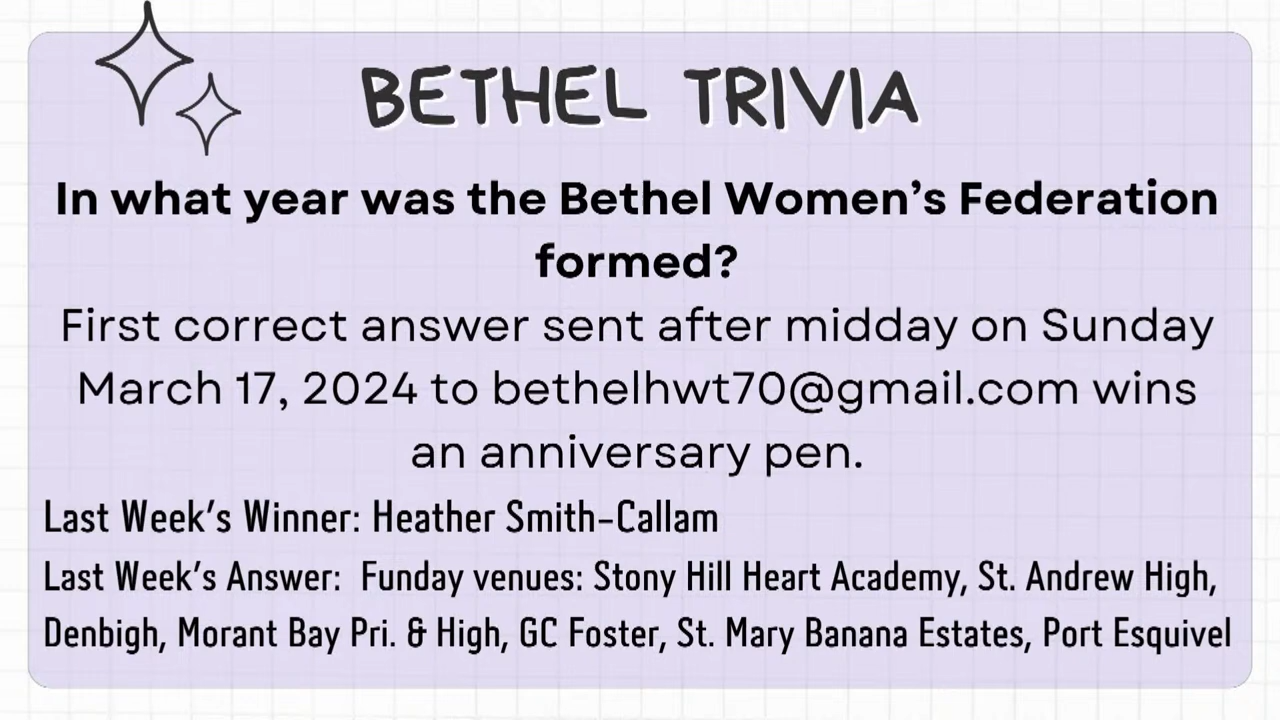 BETHEL TRIVIA
In what year was the Bethel Women’s Federation
formed?
First correct answer sent after midday on Sunday
March 17, 2024 to bethelhwt70@gmail.com wins
an anniversary pen.
Last Week’s Winner: Heather Smith-Callam
Last Week’s Answer:  Funday venues: Stony Hill Heart Academy, St. Andrew High,
Denbigh, Morant Bay Pri. & High, GC Foster, St. Mary Banana Estates, Port Esquivel